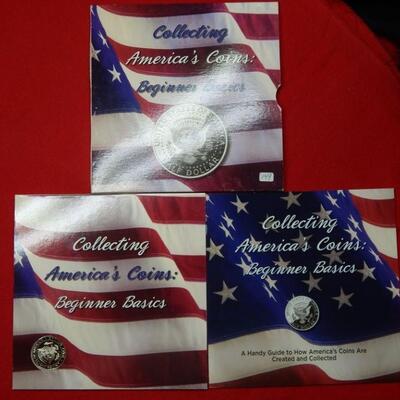 Collecting
America's Coins:
Beginner Basics
HALF DOLLAR
Collecting
America's Coins:
Beginner Basics
Collecting
America's Coins:
Beginner Basics
A Handy Guide to How America's Coins Are
Created and Collected